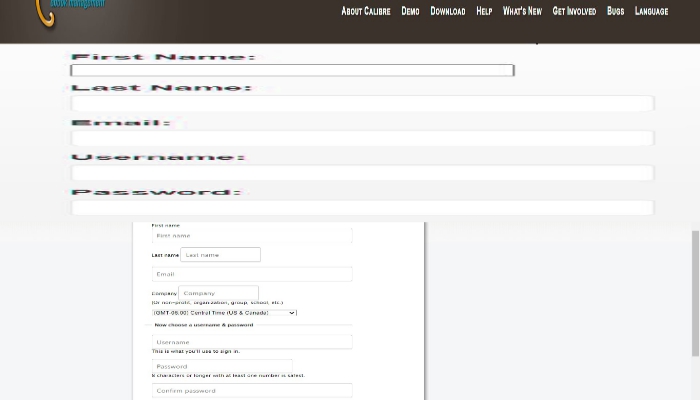 ebook management
About Calibre Demo Download Help What's New Get Involved Bugs Language
First Name:
Last Name:
Email:
Username:
Password:
First name
First name
Last name Last name
Email
Company Company
(Or non-profit, organization, group, school, etc.)
(GMT-06:00) Central Time (US & Canada)
Now choose a username & password
Username
This is what you'll use to sign in.
Password
6 characters or longer with at least one number is safest.
Confirm password